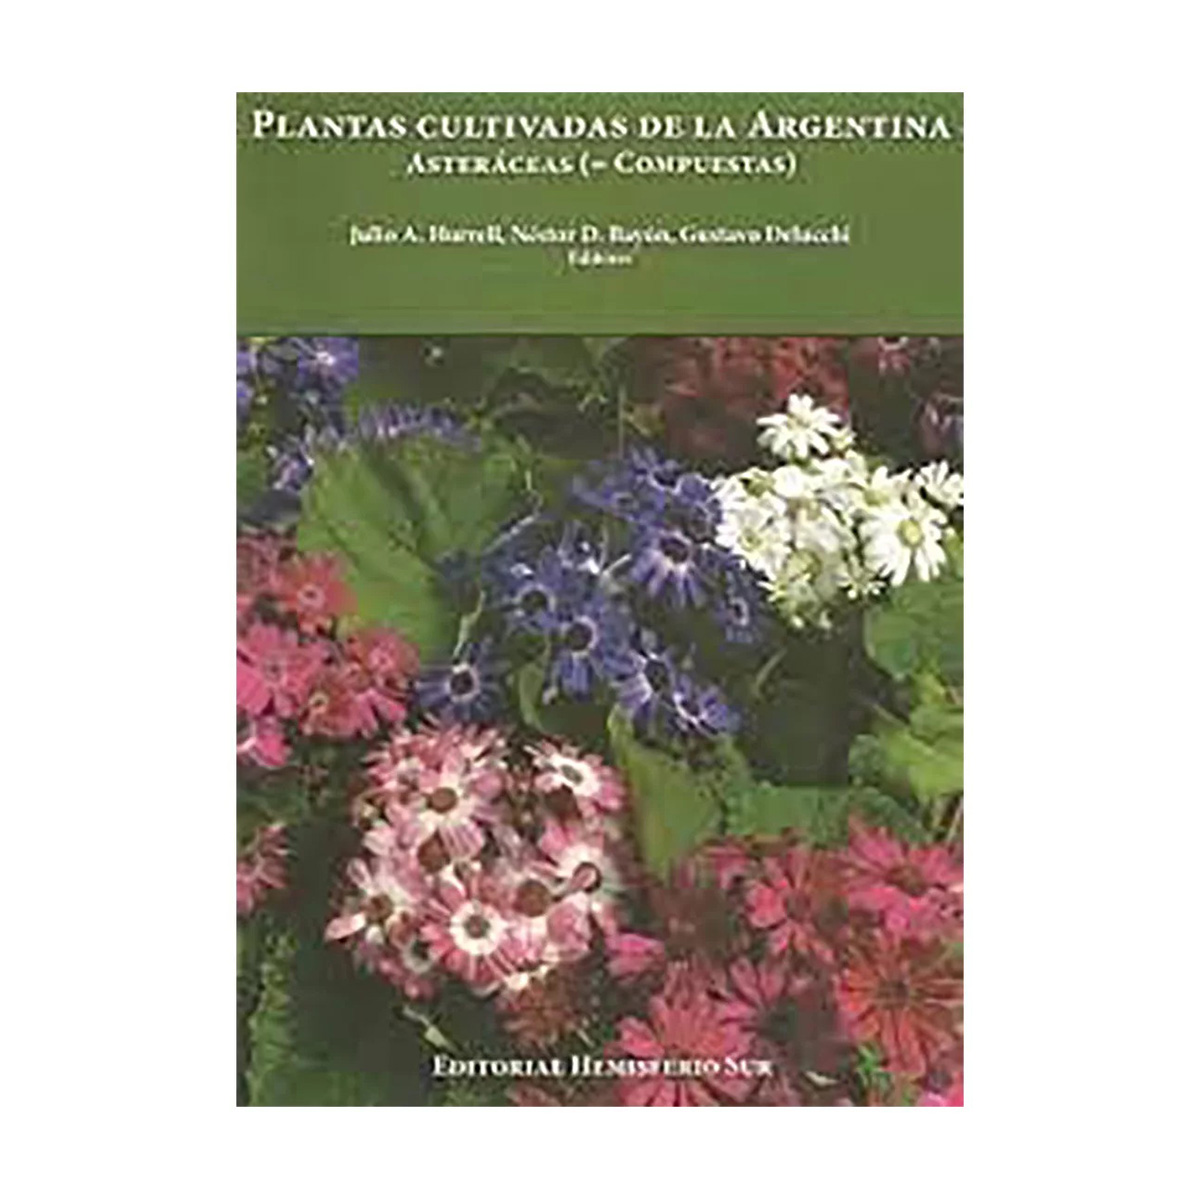 PLANTAS CULTIVADAS DE LA ARGENTINA
ASTERÁCEAS (= COMPUESTAS)
Julio A. Hurrell, Néstor D. Bayón, Gustavo Delucchi
Editores
EDITORIAL HEMISFERIO SUR